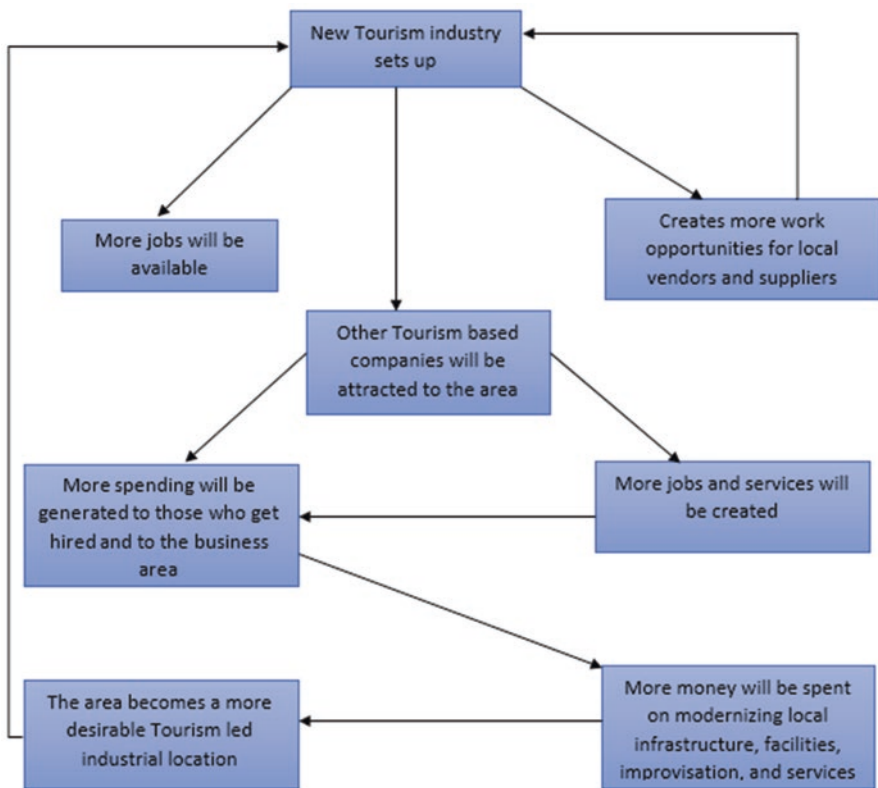 New Tourism industry
sets up
More jobs will be
available
Creates more work
opportunities for local
vendors and suppliers
Other Tourism based
companies will be
attracted to the area
More spending will be
generated to those who get
hired and to the business
area
More jobs and services will
be created
The area becomes a more
desirable Tourism led
industrial location
More money will be spent
on modernizing local
infrastructure, facilities,
improvisation, and services